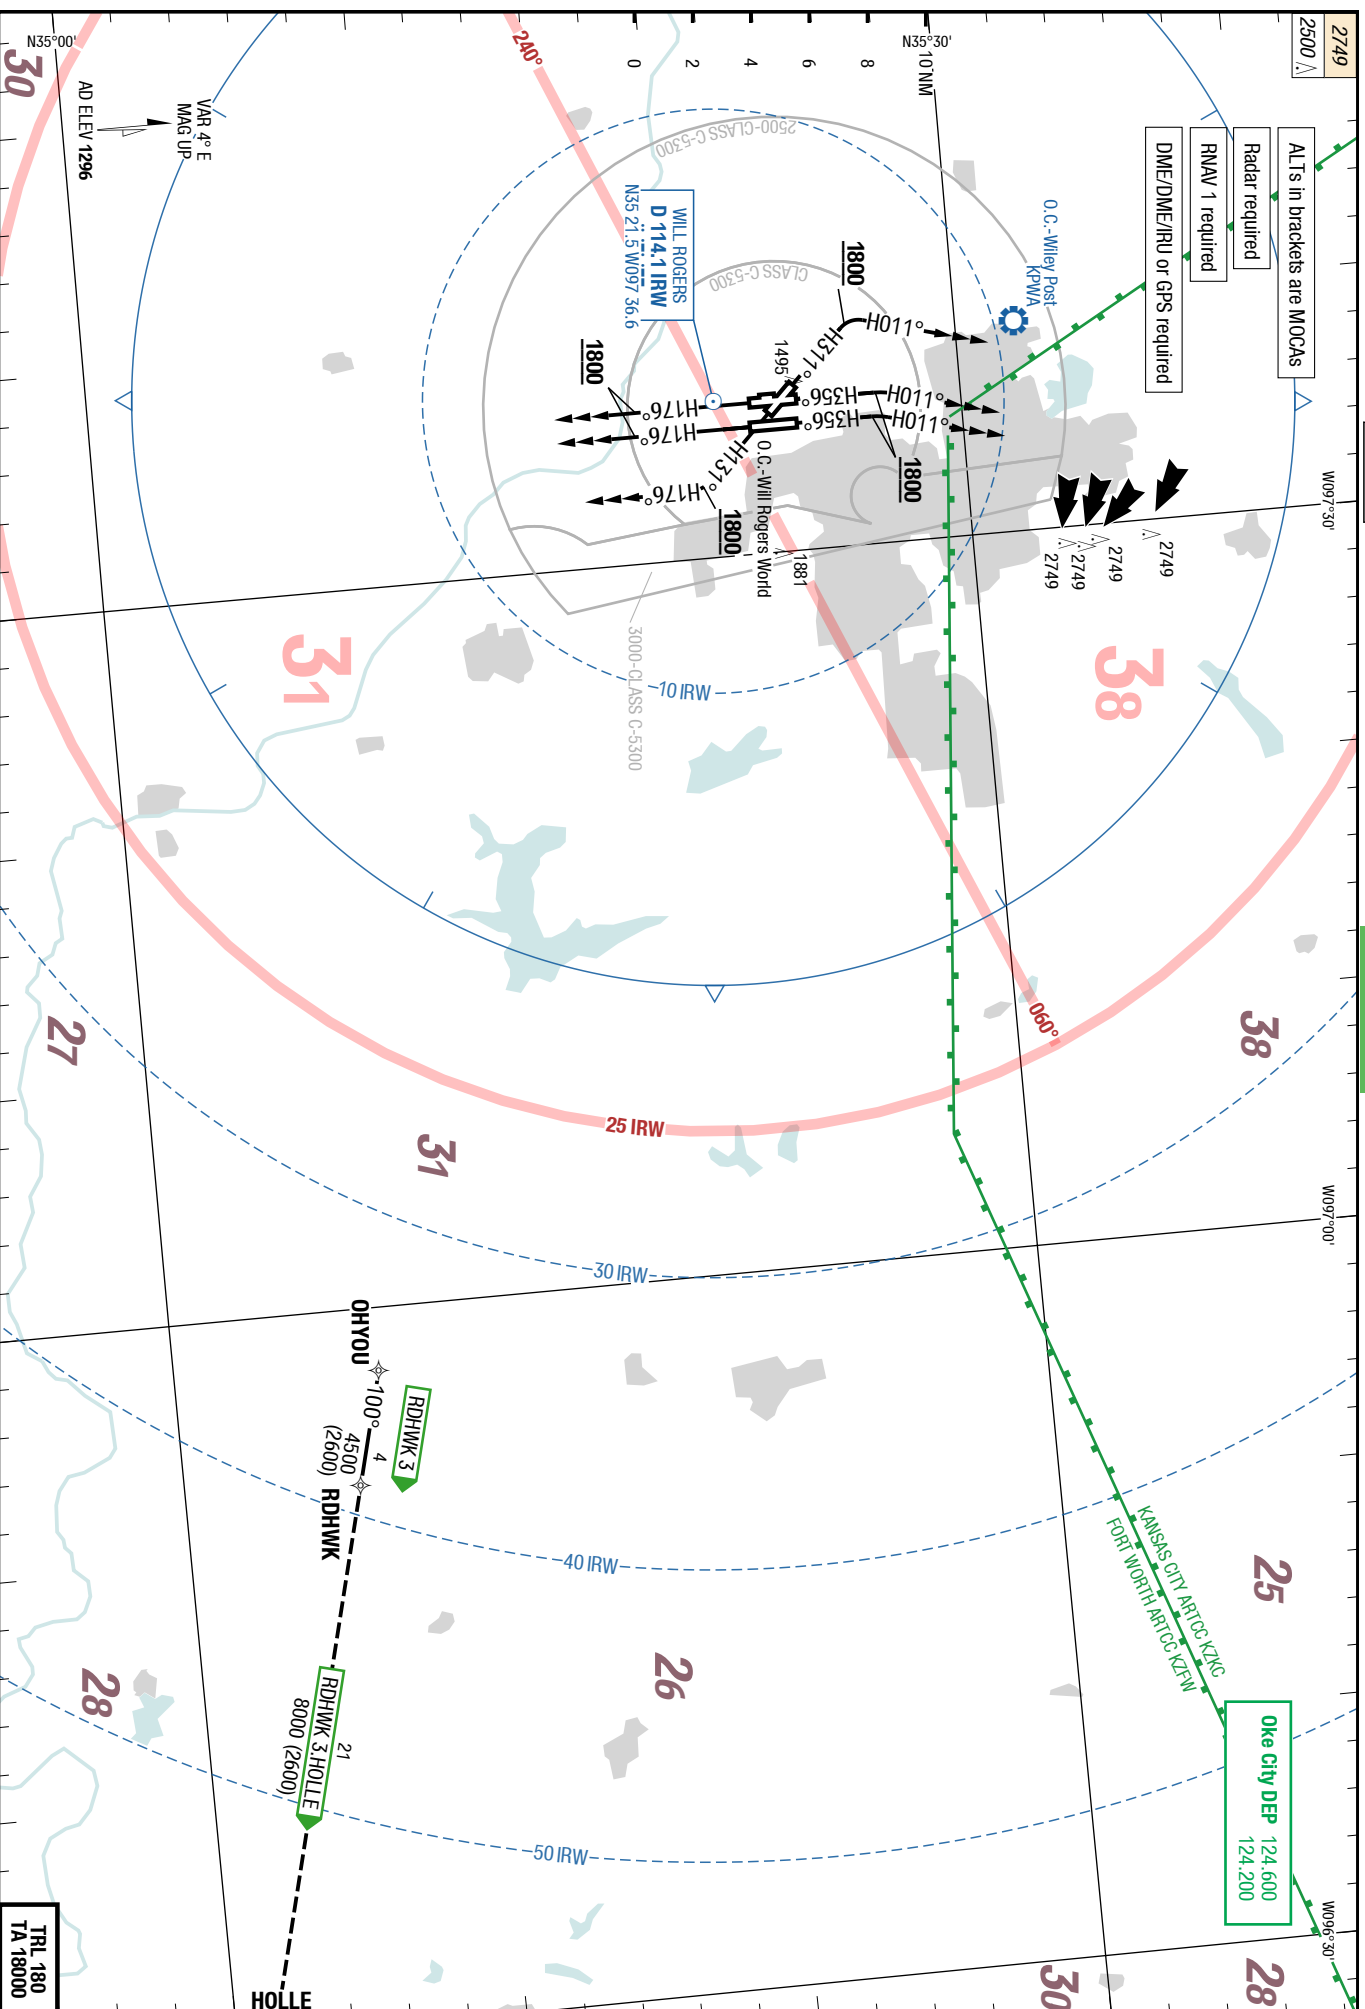 2749
2500
ALTs in brackets are MOCAs
Radar required
RNAV 1 required
DME/DME/IRU or GPS required
N35°00'
N35°30'
W097°30'
W097°00'
W096°30'
0
2
4
6
8
10 NM
VAR 4° E
MAG UP
AD ELEV 1296
240°
060°
2500-CLASS C-5300
CLASS C-5300
3000-CLASS C-5300
O.C.-Wiley Post
KPWA
WILL ROGERS
D 114.1 IRW
N35 21.5 W097 36.6
O.C.-Will Rogers World
1800
H011°
H311°
1495
H356°
H011°
H356°
H011°
1800
1800
H176°
H176°
H131°
H176°
1800
1881
2749
2749
2749
2749
10 IRW
25 IRW
30 IRW
40 IRW
50 IRW
30
31
38
27
31
38
25
26
28
30
28
OHYOU
100°
4
4500
(2600)
RDHWK
RDHWK 3
RDHWK 3.HOLLE
21
8000 (2600)
HOLLE
KANSAS CITY ARTCC KZKC
FORT WORTH ARTCC KZFW
Oke City DEP 124.600
124.200
TRL 180
TA 18000